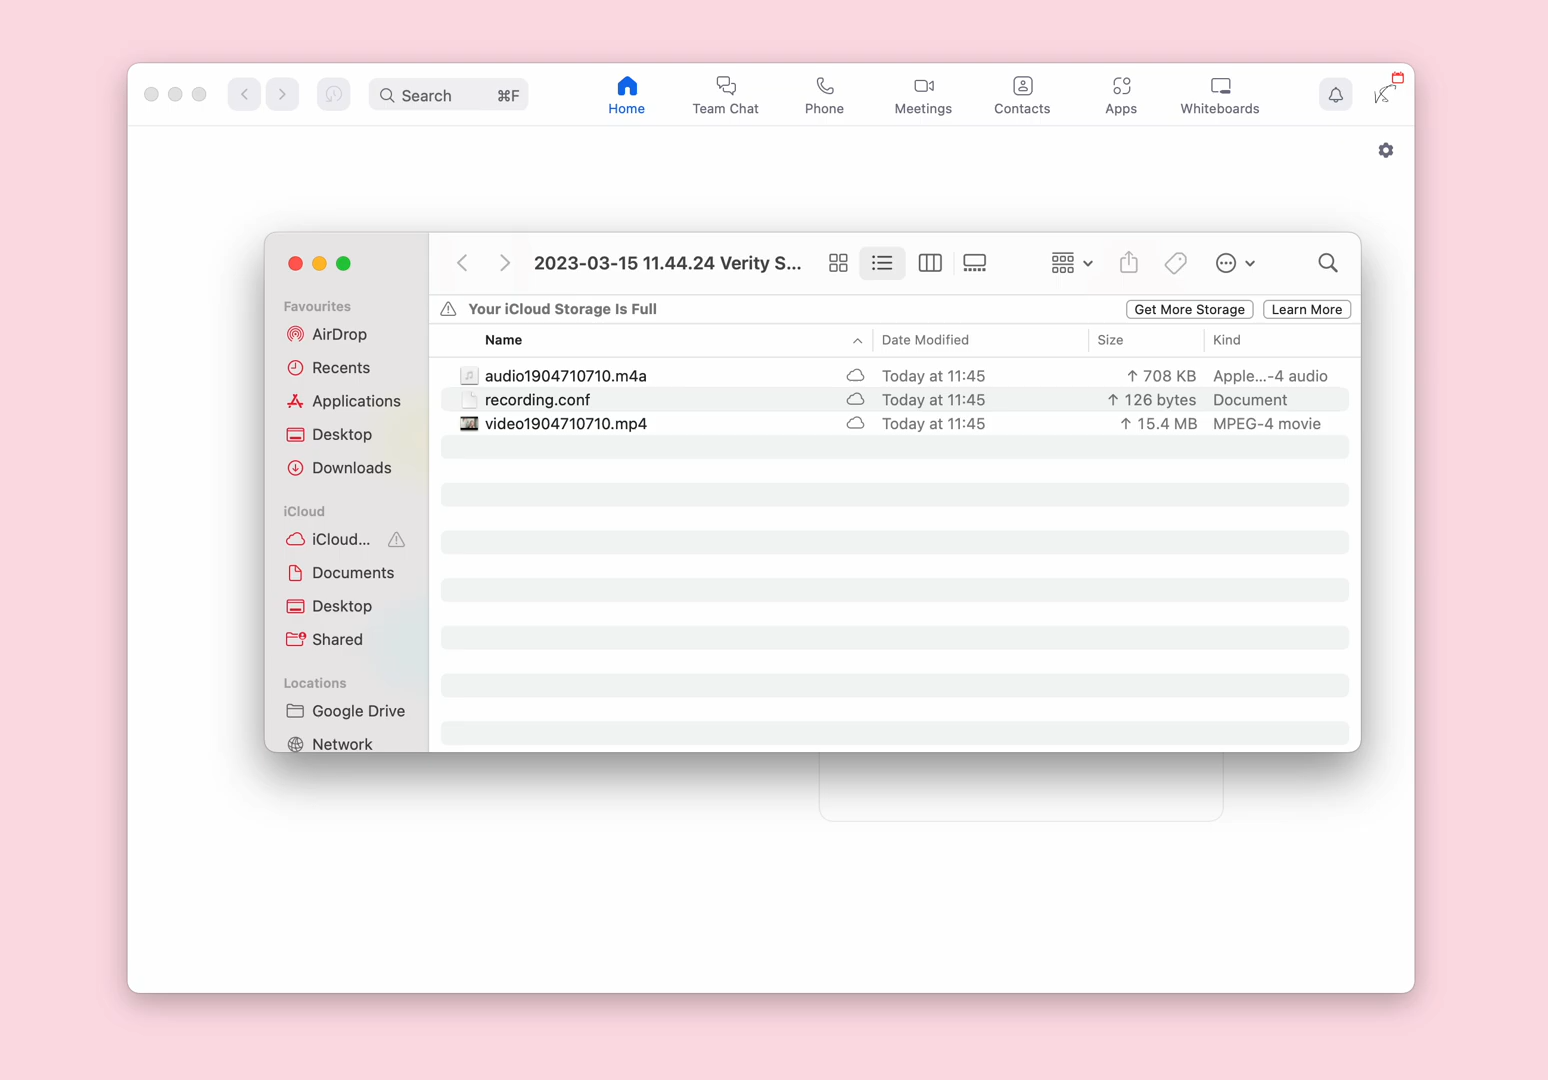 Search ⌘F
Home
Team Chat
Phone
Meetings
Contacts
Apps
Whiteboards
2023-03-15 11.44.24 Verity S...
Your iCloud Storage Is Full
Get More Storage
Learn More
Favourites
AirDrop
Recents
Applications
Desktop
Downloads
iCloud
iCloud...
Documents
Desktop
Shared
Locations
Google Drive
Network
Name Date Modified Size Kind
audio1904710710.m4a Today at 11:45 ↑ 708 KB Apple...-4 audio
recording.conf Today at 11:45 ↑ 126 bytes Document
video1904710710.mp4 Today at 11:45 ↑ 15.4 MB MPEG-4 movie